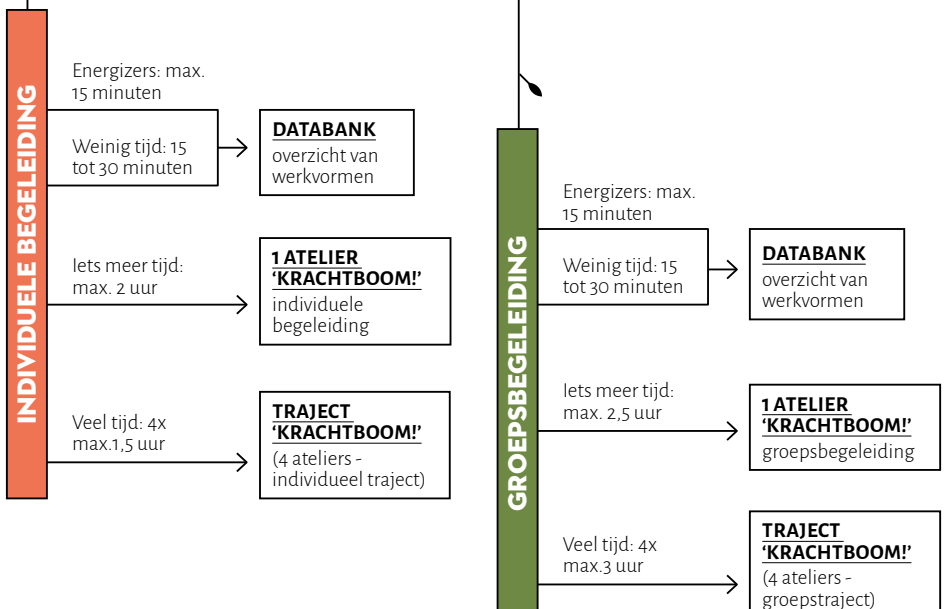 INDIVIDUELE BEGELEIDING
Energizers: max.
15 minuten
Weinig tijd: 15
tot 30 minuten
DATABANK
overzicht van
werkvormen
Iets meer tijd:
max. 2 uur
1 ATELIER
‘KRACHTBOOM!’
individuele
begeleiding
Veel tijd: 4x
max.1,5 uur
TRAJECT
‘KRACHTBOOM!’
(4 ateliers -
individueel traject)
GROEPSBEGELEIDING
Energizers: max.
15 minuten
Weinig tijd: 15
tot 30 minuten
DATABANK
overzicht van
werkvormen
Iets meer tijd:
max. 2,5 uur
1 ATELIER
‘KRACHTBOOM!’
groepsbegeleiding
Veel tijd: 4x
max.3 uur
TRAJECT
‘KRACHTBOOM!’
(4 ateliers -
groepstraject)